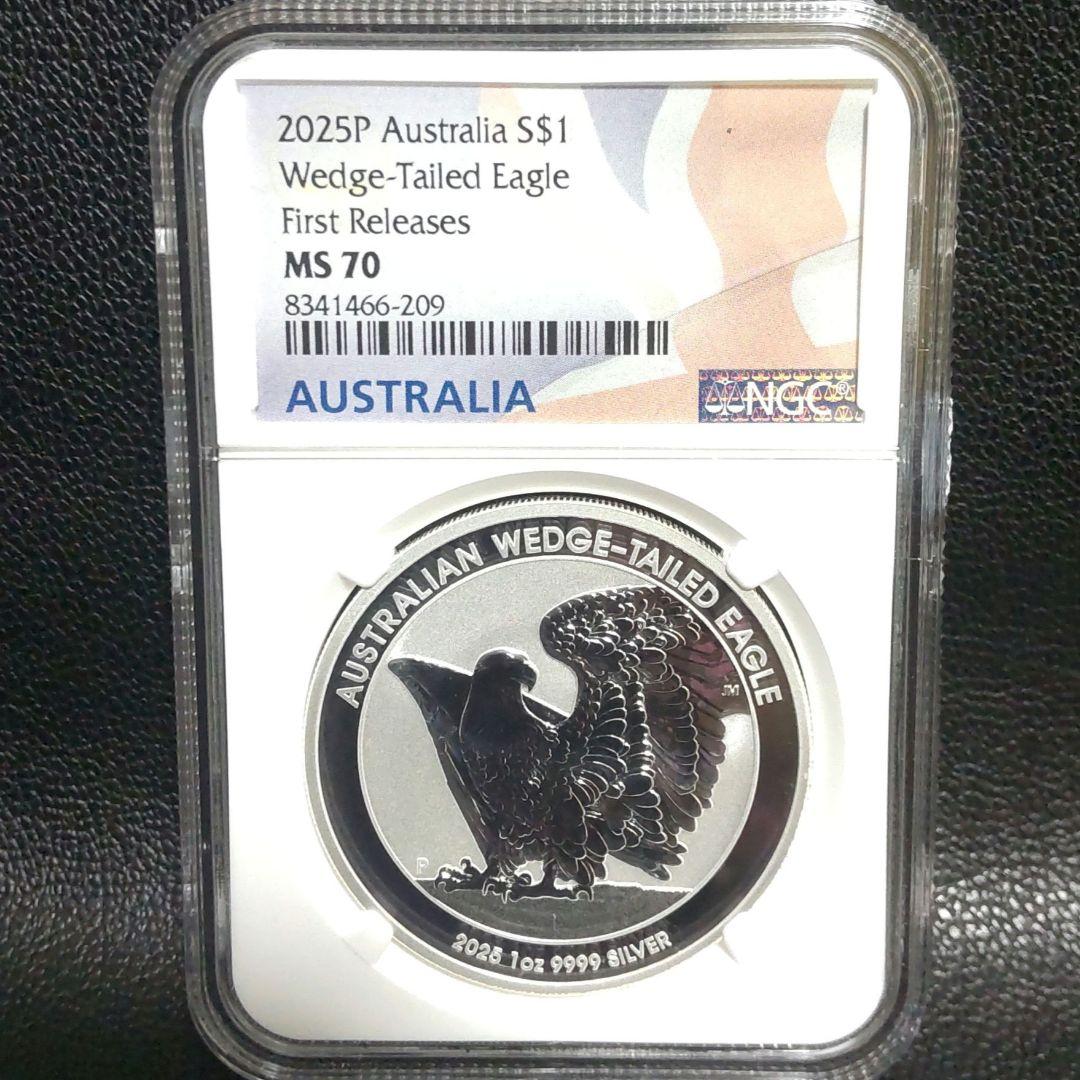 2025P Australia S$1
Wedge-Tailed Eagle
First Releases
MS 70
8341466-209
AUSTRALIA
NGC®
AUSTRALIAN WEDGE-TAILED EAGLE
JM
P
2025 1oz 9999 SILVER